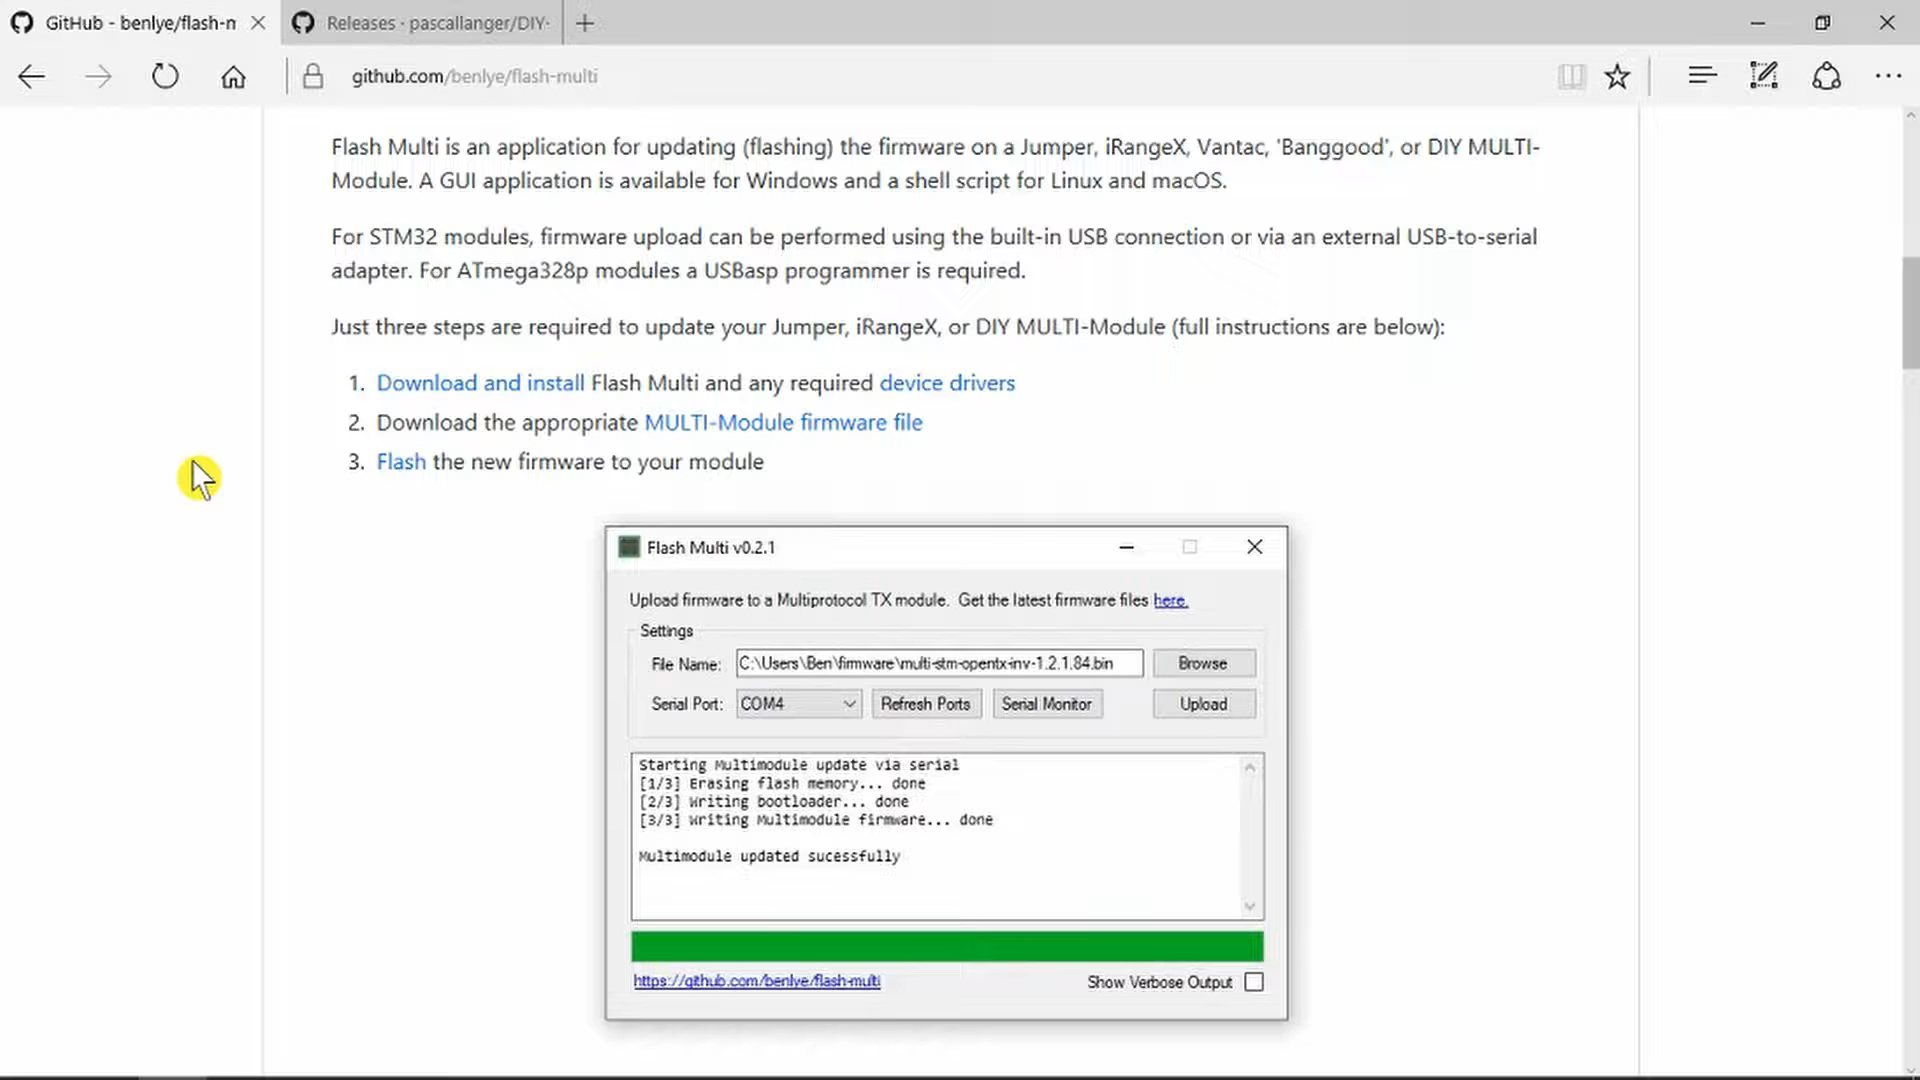 GitHub - benlye/flash-m
Releases · pascallanger/DIY-
github.com/benlye/flash-multi
Flash Multi is an application for updating (flashing) the firmware on a Jumper, iRangeX, Vantac, 'Banggood', or DIY MULTI-
Module. A GUI application is available for Windows and a shell script for Linux and macOS.
For STM32 modules, firmware upload can be performed using the built-in USB connection or via an external USB-to-serial
adapter. For ATmega328p modules a USBasp programmer is required.
Just three steps are required to update your Jumper, iRangeX, or DIY MULTI-Module (full instructions are below):
1. Download and install Flash Multi and any required device drivers
2. Download the appropriate MULTI-Module firmware file
3. Flash the new firmware to your module
Flash Multi v0.2.1
Upload firmware to a Multiprotocol TX module. Get the latest firmware files here.
Settings
File Name: C:\Users\Ben\firmware\multi-stm-opentx-inv-1.2.1.84.bin Browse
Serial Port: COM4 Refresh Ports Serial Monitor Upload
Starting Multimodule update via serial
[1/3] Erasing flash memory... done
[2/3] Writing bootloader... done
[3/3] Writing Multimodule firmware... done
Multimodule updated sucessfully
https://github.com/benlye/flash-multi Show Verbose Output